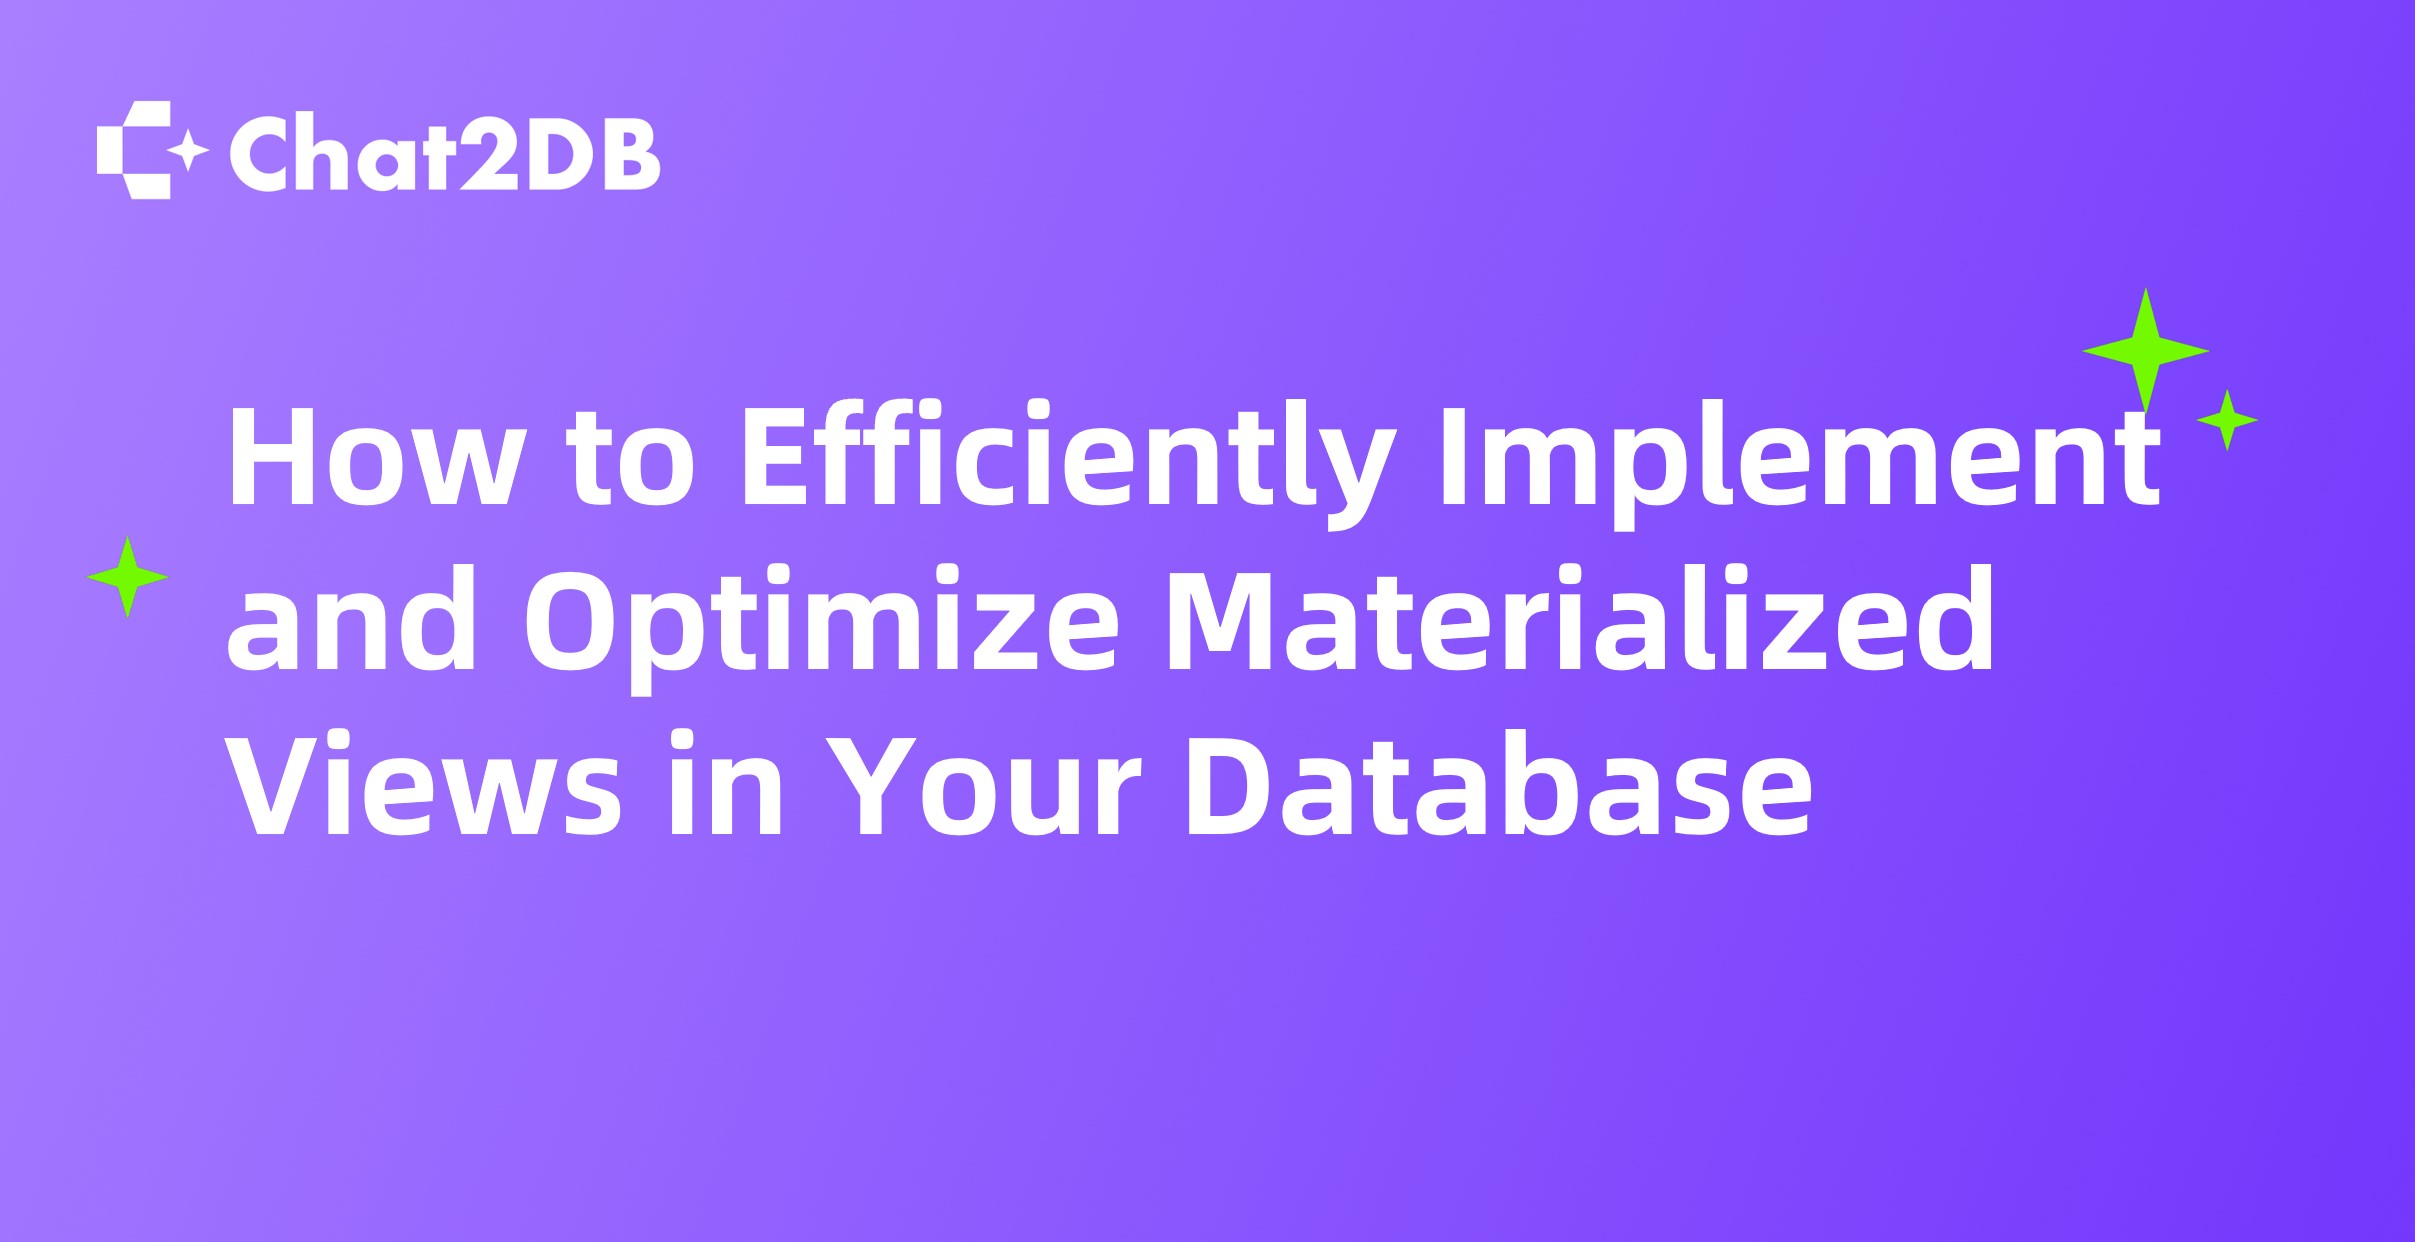 Chat2DB
How to Efficiently Implement
and Optimize Materialized
Views in Your Database